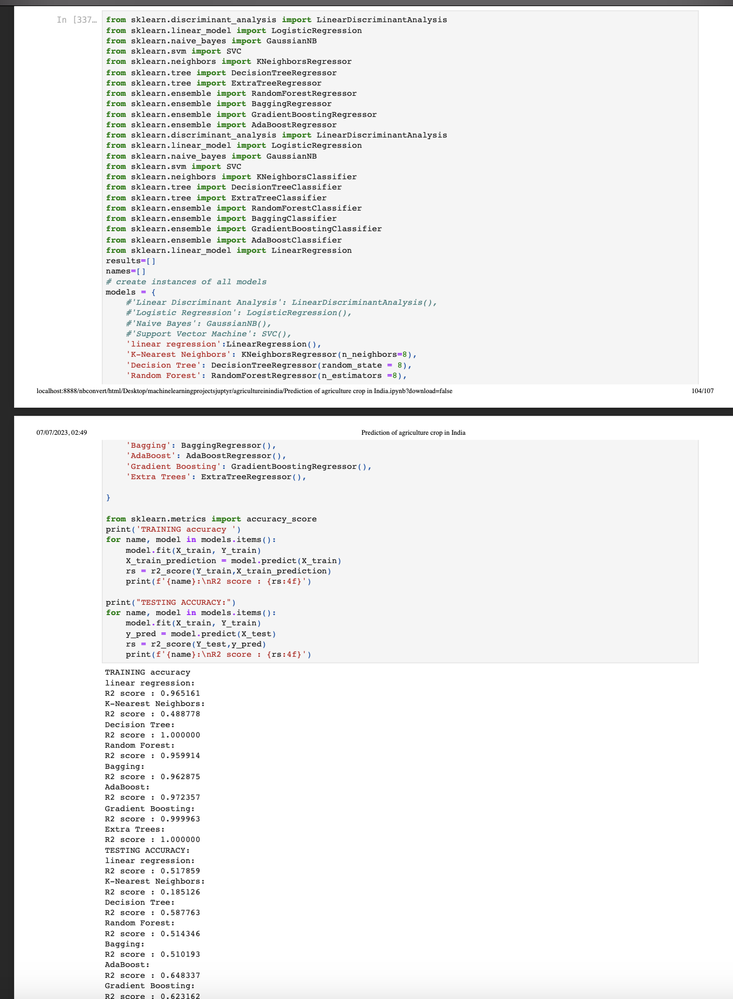 In [337…
from sklearn.discriminant_analysis import LinearDiscriminantAnalysis
from sklearn.linear_model import LogisticRegression
from sklearn.naive_bayes import GaussianNB
from sklearn.svm import SVC
from sklearn.neighbors import KNeighborsRegressor
from sklearn.tree import DecisionTreeRegressor
from sklearn.tree import ExtraTreeRegressor
from sklearn.ensemble import RandomForestRegressor
from sklearn.ensemble import BaggingRegressor
from sklearn.ensemble import GradientBoostingRegressor
from sklearn.ensemble import AdaBoostRegressor
from sklearn.discriminant_analysis import LinearDiscriminantAnalysis
from sklearn.linear_model import LogisticRegression
from sklearn.naive_bayes import GaussianNB
from sklearn.svm import SVC
from sklearn.neighbors import KNeighborsClassifier
from sklearn.tree import DecisionTreeClassifier
from sklearn.tree import ExtraTreeClassifier
from sklearn.ensemble import RandomForestClassifier
from sklearn.ensemble import BaggingClassifier
from sklearn.ensemble import GradientBoostingClassifier
from sklearn.ensemble import AdaBoostClassifier
from sklearn.linear_model import LinearRegression
results=[]
names=[]
# create instances of all models
models = {
    #'Linear Discriminant Analysis': LinearDiscriminantAnalysis(),
    #'Logistic Regression': LogisticRegression(),
    #'Naive Bayes': GaussianNB(),
    #'Support Vector Machine': SVC(),
    'linear regression':LinearRegression(),
    'K-Nearest Neighbors': KNeighborsRegressor(n_neighbors=8),
    'Decision Tree': DecisionTreeRegressor(random_state = 8),
    'Random Forest': RandomForestRegressor(n_estimators =8),
localhost:8888/nbconvert/html/Desktop/machinelearningprojectsjuptyr/agricultureinindia/Prediction of agriculture crop in India.ipynb?download=false 104/107
07/07/2023, 02:49 Prediction of agriculture crop in India
    'Bagging': BaggingRegressor(),
    'AdaBoost': AdaBoostRegressor(),
    'Gradient Boosting': GradientBoostingRegressor(),
    'Extra Trees': ExtraTreeRegressor(),
}
from sklearn.metrics import accuracy_score
print('TRAINING accuracy ')
for name, model in models.items():
    model.fit(X_train, Y_train)
    X_train_prediction = model.predict(X_train)
    rs = r2_score(Y_train,X_train_prediction)
    print(f'{name}:\nR2 score : {rs:4f}')
print("TESTING ACCURACY:")
for name, model in models.items():
    model.fit(X_train, Y_train)
    y_pred = model.predict(X_test)
    rs = r2_score(Y_test,y_pred)
    print(f'{name}:\nR2 score : {rs:4f}')
TRAINING accuracy
linear regression:
R2 score : 0.965161
K-Nearest Neighbors:
R2 score : 0.488778
Decision Tree:
R2 score : 1.000000
Random Forest:
R2 score : 0.959914
Bagging:
R2 score : 0.962875
AdaBoost:
R2 score : 0.972357
Gradient Boosting:
R2 score : 0.999963
Extra Trees:
R2 score : 1.000000
TESTING ACCURACY:
linear regression:
R2 score : 0.517859
K-Nearest Neighbors:
R2 score : 0.185126
Decision Tree:
R2 score : 0.587763
Random Forest:
R2 score : 0.514346
Bagging:
R2 score : 0.510193
AdaBoost:
R2 score : 0.648337
Gradient Boosting:
R2 score : 0.623162